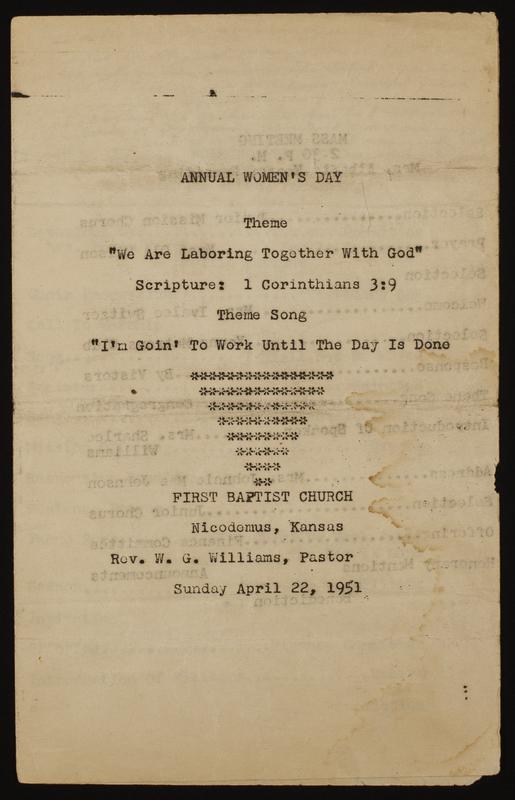 ANNUAL WOMEN'S DAY
Theme
"We Are Laboring Together With God"
Scripture: 1 Corinthians 3:9
Theme Song
"I'm Goin' To Work Until The Day Is Done
FIRST BAPTIST CHURCH
Nicodemus, Kansas
Rev. W. G. Williams, Pastor
Sunday April 22, 1951